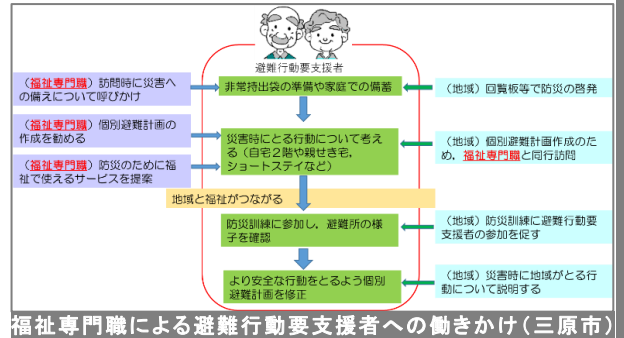 避難行動要支援者
（福祉専門職）訪問時に災害へ
の備えについて呼びかけ
非常持出袋の準備や家庭での備蓄
（地域）回覧板等で防災の啓発
（福祉専門職）個別避難計画の
作成を勧める
（福祉専門職）防災のために福
祉で使えるサービスを提案
災害時にとる行動について考え
る（自宅２階や親せき宅，
ショートステイなど）
（地域）個別避難計画作成のた
め，福祉専門職と同行訪問
地域と福祉がつながる
防災訓練に参加し，避難所の様
子を確認
（地域）防災訓練に避難行動要
支援者の参加を促す
より安全な行動をとるよう個別
避難計画を修正
（地域）災害時に地域がとる行
動について説明する
福祉専門職による避難行動要支援者への働きかけ（三原市）